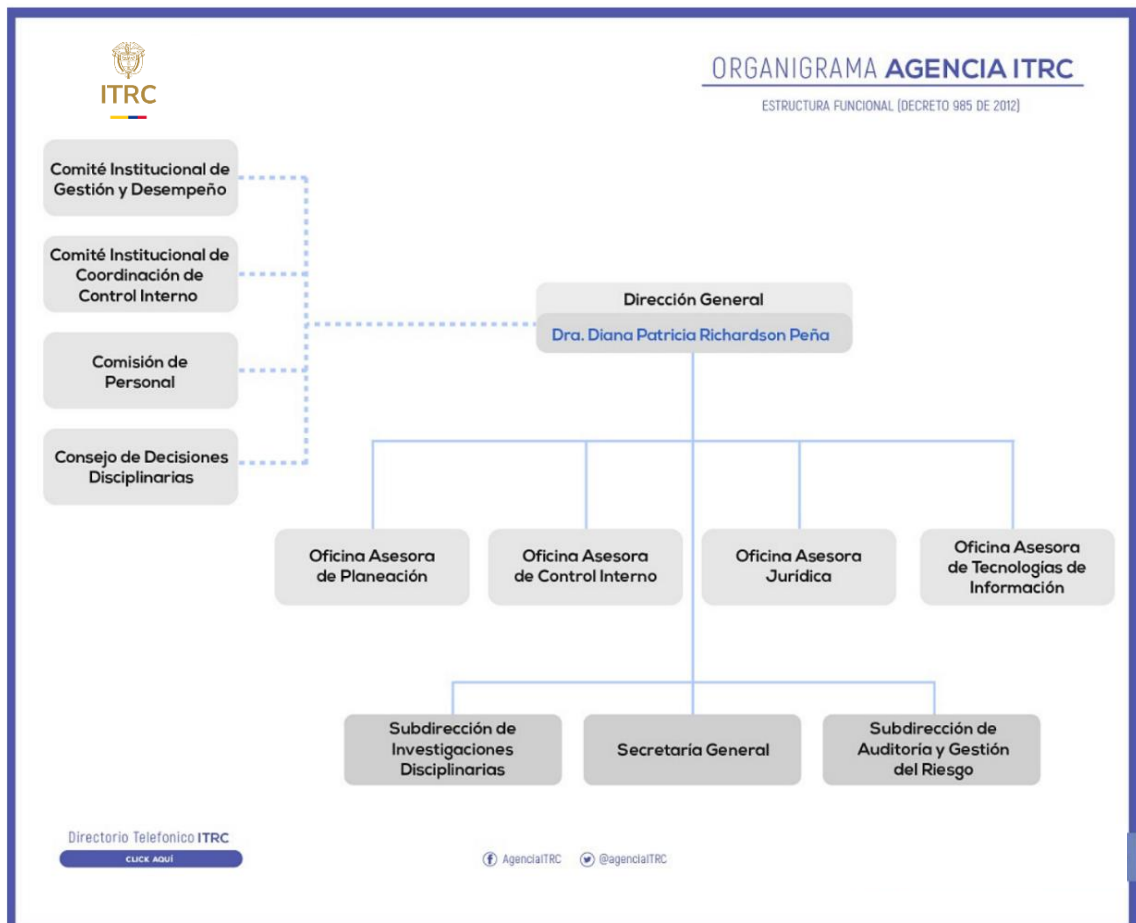 ITRC
ORGANIGRAMA AGENCIA ITRC
ESTRUCTURA FUNCIONAL (DECRETO 985 DE 2012)
Comité Institucional de
Gestión y Desempeño
Comité Institucional de
Coordinación de
Control Interno
Comisión de
Personal
Consejo de Decisiones
Disciplinarias
Dirección General
Dra. Diana Patricia Richardson Peña
Oficina Asesora
de Planeación
Oficina Asesora
de Control Interno
Oficina Asesora
Jurídica
Oficina Asesora
de Tecnologías de
Información
Subdirección de
Investigaciones
Disciplinarias
Secretaría General
Subdirección de
Auditoría y Gestión
del Riesgo
Directorio Telefonico ITRC
CLICK AQUÍ
AgenciaITRC
@agenciaITRC